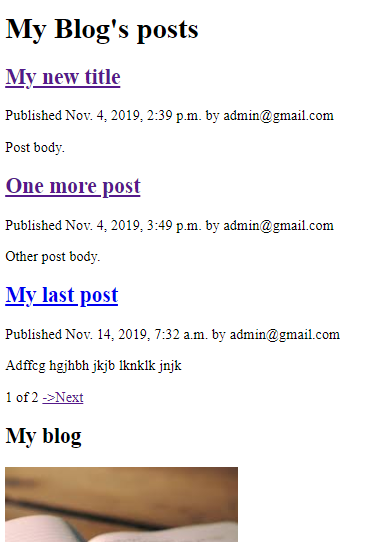 My Blog's posts
My new title
Published Nov. 4, 2019, 2:39 p.m. by admin@gmail.com
Post body.
One more post
Published Nov. 4, 2019, 3:49 p.m. by admin@gmail.com
Other post body.
My last post
Published Nov. 14, 2019, 7:32 a.m. by admin@gmail.com
Adffcg hgjhbh jkjb lknklk jnjk
1 of 2 ->Next
My blog